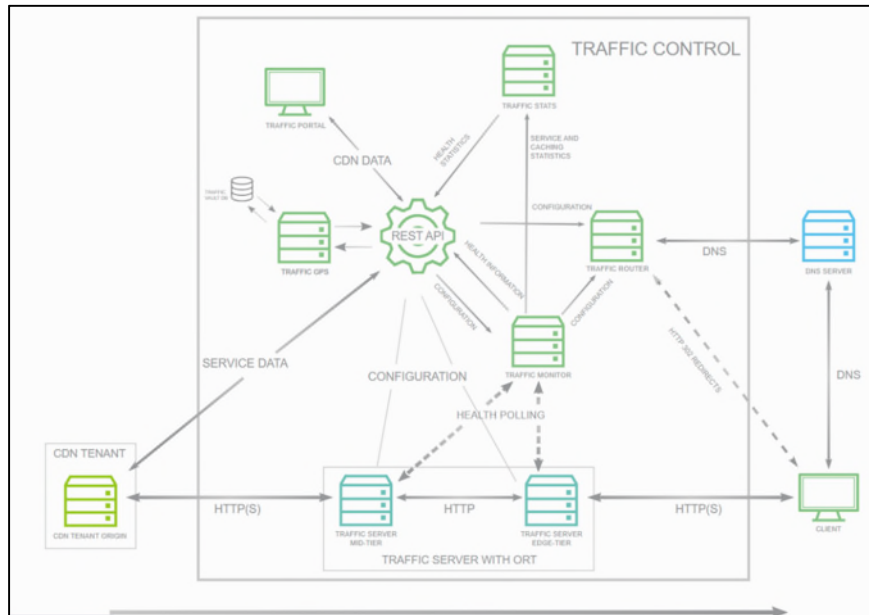 TRAFFIC CONTROL
TRAFFIC PORTAL
TRAFFIC STATS
CDN DATA
HEALTH
STATISTICS
SERVICE AND
CACHING
STATISTICS
TRAFFIC
VAULT DB
TRAFFIC OPS
REST API
CONFIGURATION
TRAFFIC ROUTER
DNS
DNS SERVER
HEALTH INFORMATION
CONFIGURATION
CONFIGURATION
TRAFFIC MONITOR
HTTP 302 REDIRECTS
DNS
SERVICE DATA
CONFIGURATION
HEALTH POLLING
CDN TENANT
CDN TENANT ORIGIN
HTTP(S)
TRAFFIC SERVER
MID-TIER
HTTP
TRAFFIC SERVER
EDGE-TIER
HTTP(S)
CLIENT
TRAFFIC SERVER WITH ORT